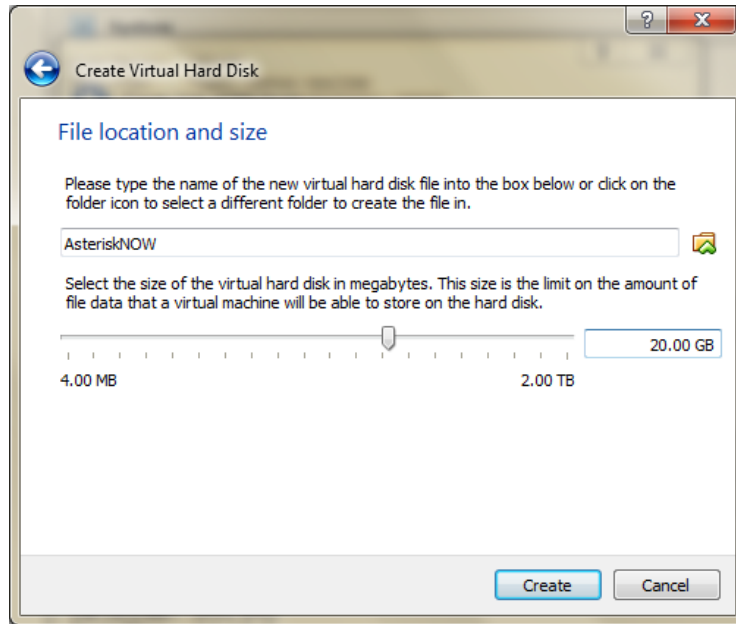 Create Virtual Hard Disk
File location and size
Please type the name of the new virtual hard disk file into the box below or click on the
folder icon to select a different folder to create the file in.
AsteriskNOW
Select the size of the virtual hard disk in megabytes. This size is the limit on the amount of
file data that a virtual machine will be able to store on the hard disk.
20.00 GB
4.00 MB 2.00 TB
Create Cancel